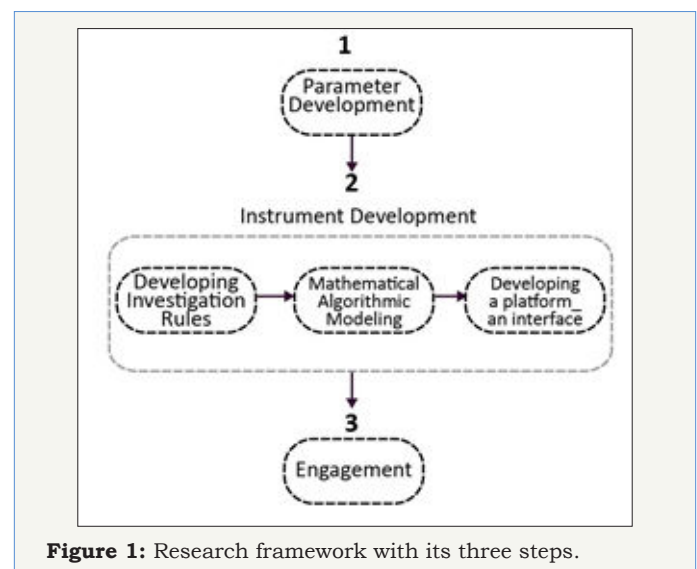 1
Parameter
Development
2
Instrument Development
Developing
Investigation
Rules
Mathematical
Algorithmic
Modeling
Developing
a platform_
an interface
3
Engagement
Figure 1: Research framework with its three steps.